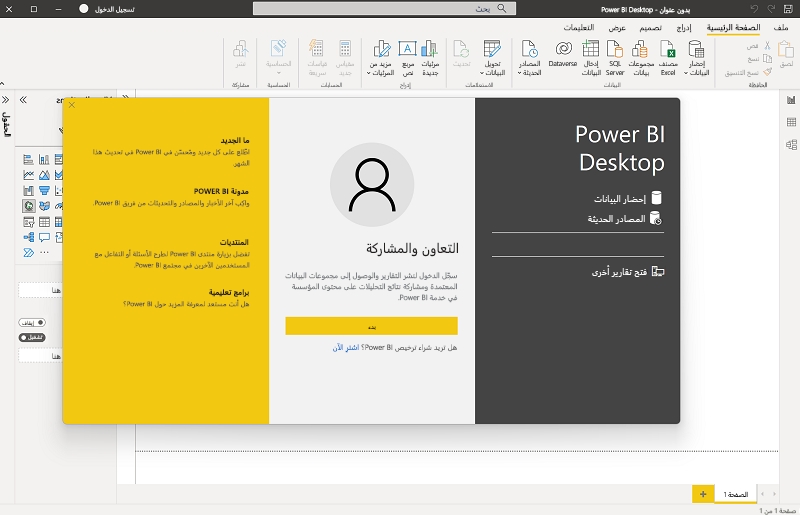 بدون عنوان - Power BI Desktop
بحث
تسجيل الدخول
ملف
الصفحة الرئيسية
إدراج
تصميم
عرض
التعليمات
لصق
قص
نسخ
نسخ التنسيق
الحافظة
إحضار البيانات
مصنف Excel
مجموعات بيانات
SQL Server
إدخال البيانات
Dataverse
المصادر الحديثة
البيانات
تحويل البيانات
تحديث
الاستعلامات
مرئيات جديدة
مربع نص
مزيد من المرئيات
إدراج
مقياس جديد
قياسات سريعة
الحسابات
الحساسية
الحساسية
نشر
مشاركة
الحقول
Power BI
Desktop
إحضار البيانات
المصادر الحديثة
فتح تقارير أخرى
التعاون والمشاركة
سجّل الدخول لنشر التقارير والوصول إلى مجموعات البيانات
المعتمدة ومشاركة نتائج التحليلات على محتوى المؤسسة
في خدمة Power BI.
بدء
هل تريد شراء ترخيص Power BI؟ اشترِ الآن
ما الجديد
اطّلع على كل جديد ومُحسّن في Power BI في تحديث هذا
الشهر.
مدونة POWER BI
واكب آخر الأخبار والمصادر والتحديثات من فريق Power BI.
المنتديات
تفضل بزيارة منتدى Power BI لطرح الأسئلة أو التفاعل مع
المستخدمين الآخرين في مجتمع Power BI.
برامج تعليمية
هل أنت مستعد لمعرفة المزيد حول Power BI؟
هنا
إيقاف
تشغيل
هنا
الصفحة 1
صفحة 1 من 1